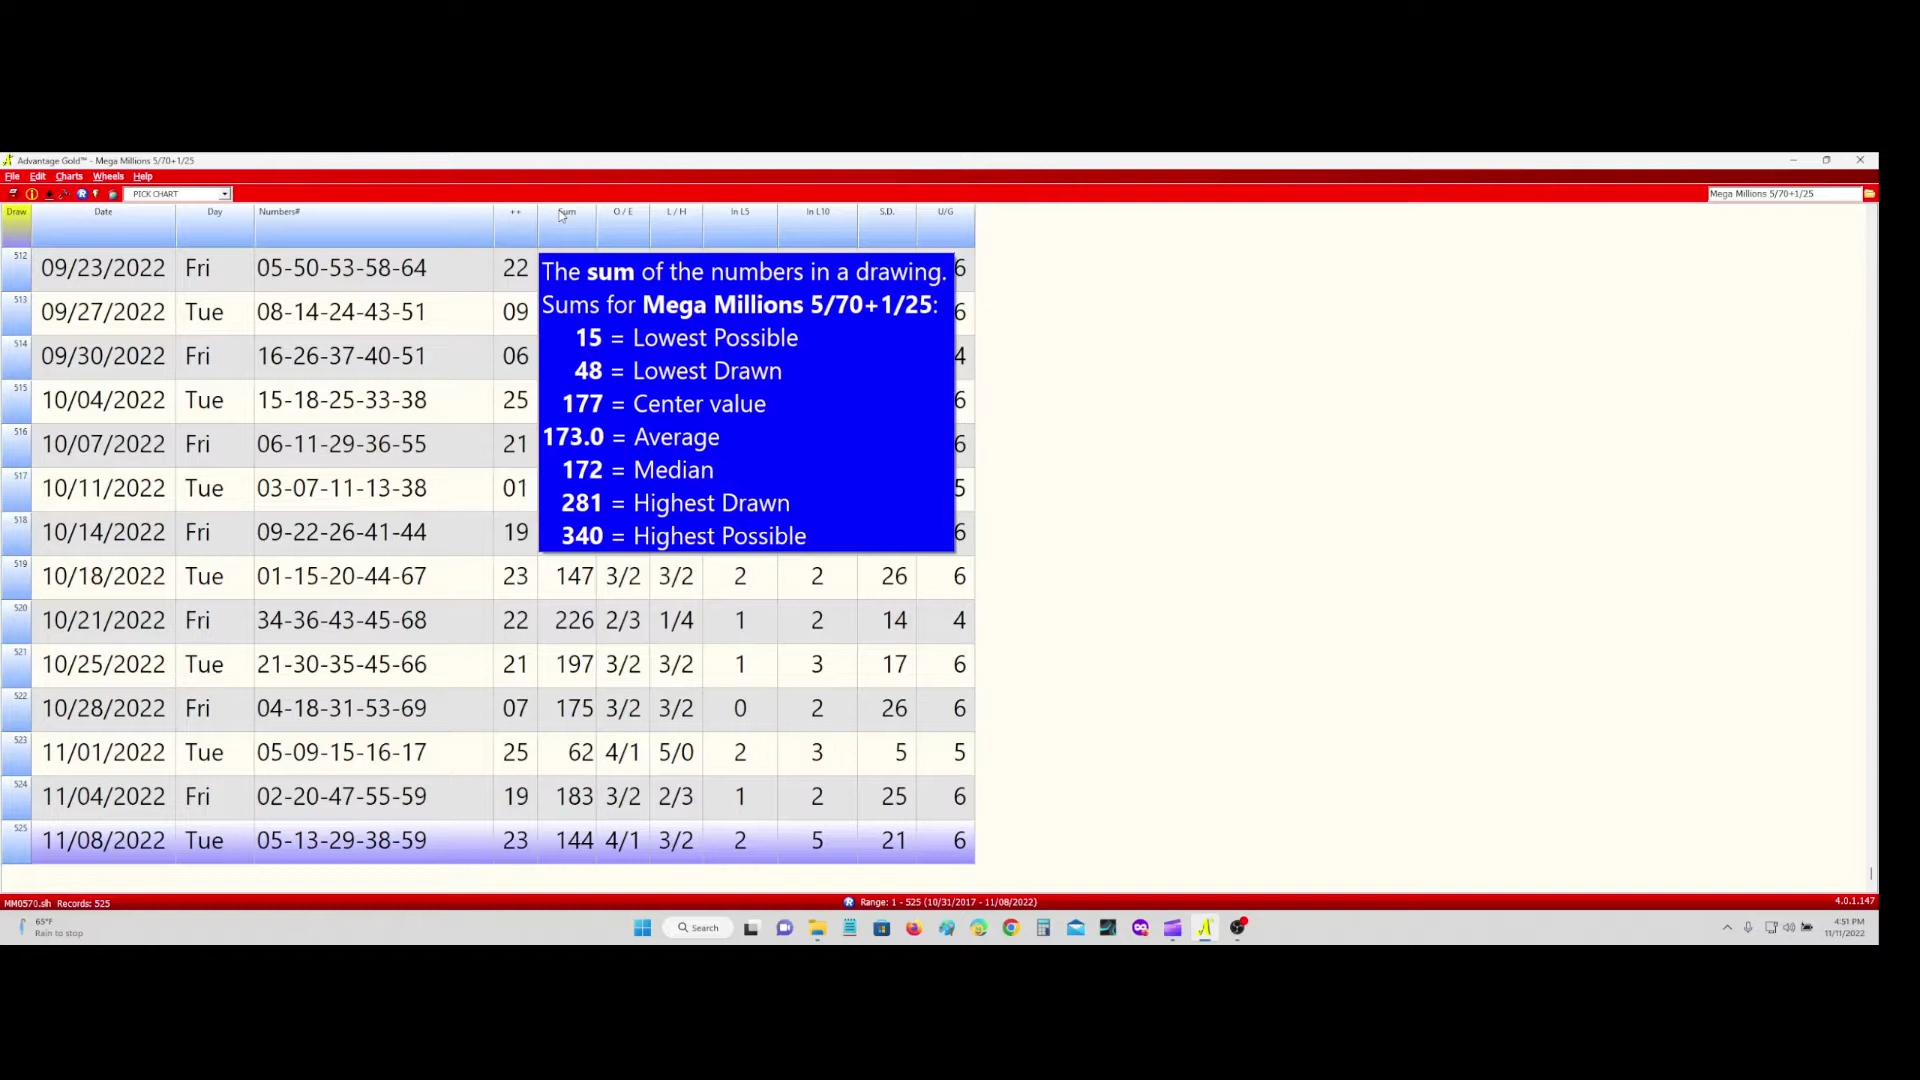 Advantage Gold™ - Mega Millions 5/70+1/25
File Edit Charts Wheels Help
PICK CHART
Mega Millions 5/70+1/25
Draw Date Day Numbers# ++ Sum O / E L / H In L5 In L10 S.D. U/G
512 09/23/2022 Fri 05-50-53-58-64 22 6
513 09/27/2022 Tue 08-14-24-43-51 09 6
514 09/30/2022 Fri 16-26-37-40-51 06 4
515 10/04/2022 Tue 15-18-25-33-38 25 6
516 10/07/2022 Fri 06-11-29-36-55 21 6
517 10/11/2022 Tue 03-07-11-13-38 01 5
518 10/14/2022 Fri 09-22-26-41-44 19 6
The sum of the numbers in a drawing.
Sums for Mega Millions 5/70+1/25:
15 = Lowest Possible
48 = Lowest Drawn
177 = Center value
173.0 = Average
172 = Median
281 = Highest Drawn
340 = Highest Possible
519 10/18/2022 Tue 01-15-20-44-67 23 147 3/2 3/2 2 2 26 6
520 10/21/2022 Fri 34-36-43-45-68 22 226 2/3 1/4 1 2 14 4
521 10/25/2022 Tue 21-30-35-45-66 21 197 3/2 3/2 1 3 17 6
522 10/28/2022 Fri 04-18-31-53-69 07 175 3/2 3/2 0 2 26 6
523 11/01/2022 Tue 05-09-15-16-17 25 62 4/1 5/0 2 3 5 5
524 11/04/2022 Fri 02-20-47-55-59 19 183 3/2 2/3 1 2 25 6
525 11/08/2022 Tue 05-13-29-38-59 23 144 4/1 3/2 2 5 21 6
MM0570.slh Records: 525
Range: 1 - 525 (10/31/2017 - 11/08/2022)
4.0.1.147
65°F
Rain to stop
Search
4:51 PM
11/11/2022